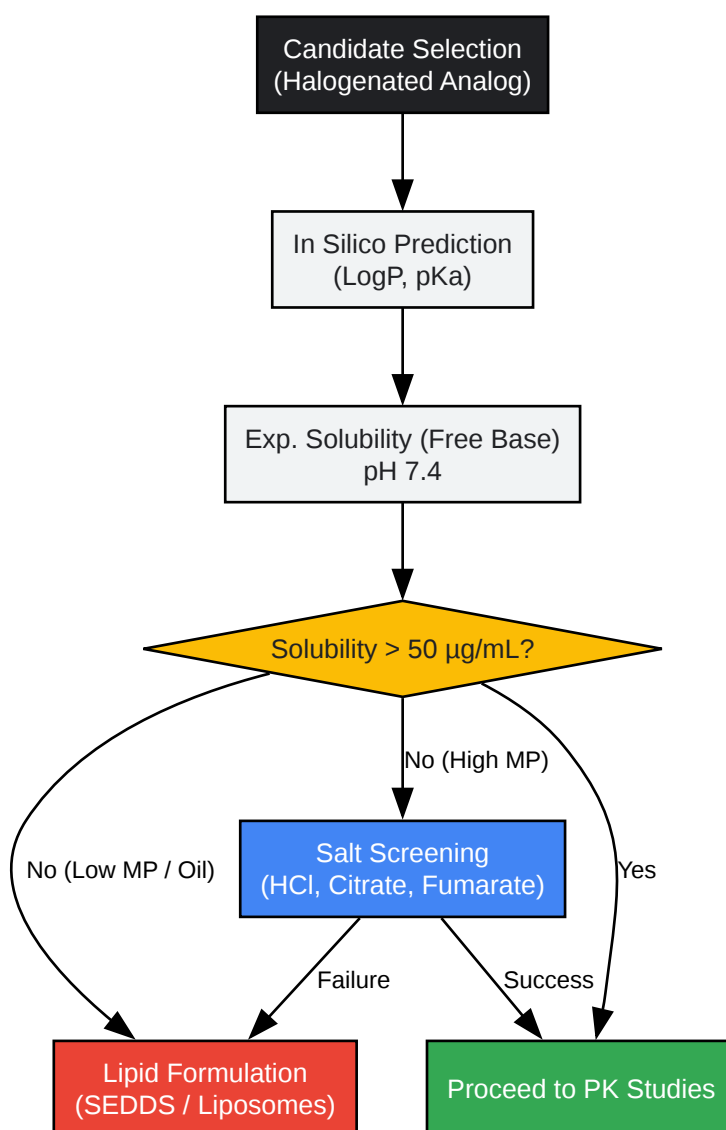 Candidate Selection
(Halogenated Analog)
In Silico Prediction
(LogP, pKa)
Exp. Solubility (Free Base)
pH 7.4
Solubility > 50 µg/mL?
No (High MP)
Salt Screening
(HCl, Citrate, Fumarate)
No (Low MP / Oil)
Yes
Failure
Success
Lipid Formulation
(SEDDS / Liposomes)
Proceed to PK Studies